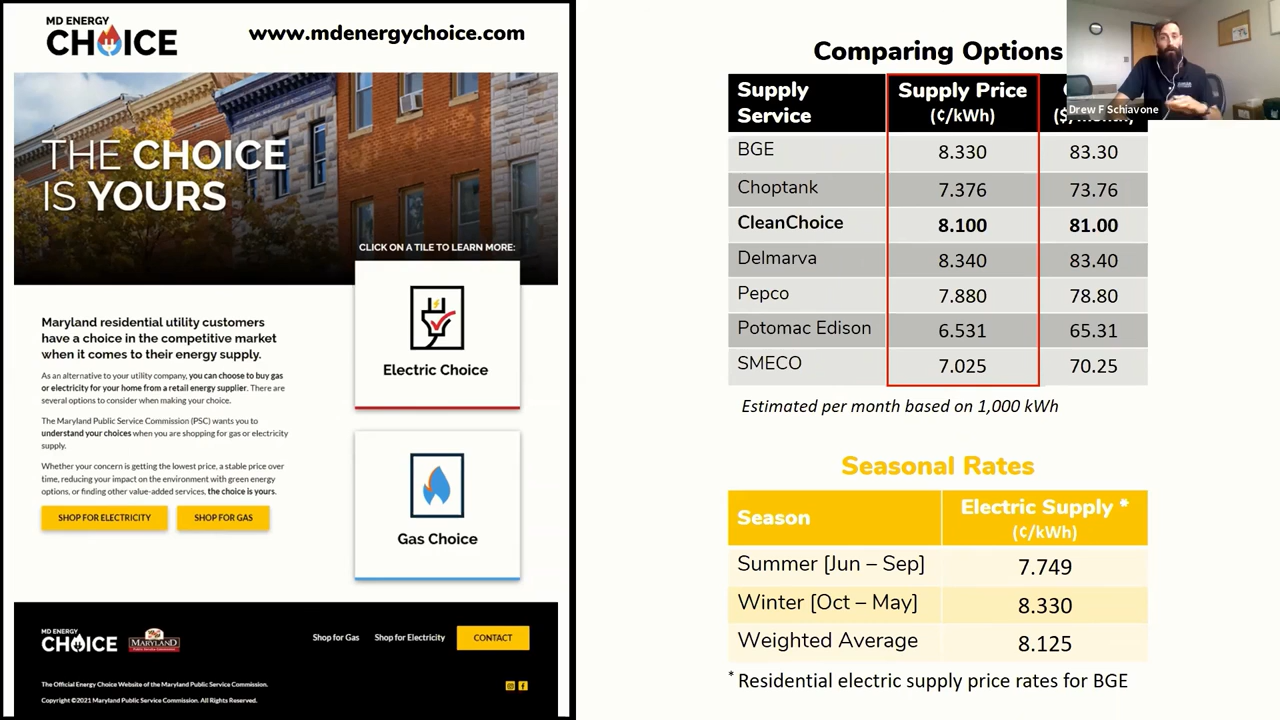 MD ENERGY
CHOICE
www.mdenergychoice.com
THE CHOICE
IS YOURS
CLICK ON A TILE TO LEARN MORE:
Electric Choice
Maryland residential utility customers
have a choice in the competitive market
when it comes to their energy supply.
As an alternative to your utility company, you can choose to buy gas
or electricity for your home from a retail energy supplier. There are
several options to consider when making your choice.
The Maryland Public Service Commission (PSC) wants you to
understand your choices when you are shopping for gas or electricity
supply.
Whether your concern is getting the lowest price, a stable price over
time, reducing your impact on the environment with green energy
options, or finding other value-added services, the choice is yours.
SHOP FOR ELECTRICITY
SHOP FOR GAS
Gas Choice
MD ENERGY
CHOICE
MARYLAND
Shop for Gas
Shop for Electricity
CONTACT
The Official Energy Choice Website of the Maryland Public Service Commission.
Copyright ©2021 Maryland Public Service Commission. All Rights Reserved.
Comparing Options
Drew F Schiavone
Supply Service
Supply Price (¢/kWh)
BGE 8.330 83.30
Choptank 7.376 73.76
CleanChoice 8.100 81.00
Delmarva 8.340 83.40
Pepco 7.880 78.80
Potomac Edison 6.531 65.31
SMECO 7.025 70.25
Estimated per month based on 1,000 kWh
Seasonal Rates
Season Electric Supply * (¢/kWh)
Summer [Jun – Sep] 7.749
Winter [Oct – May] 8.330
Weighted Average 8.125
* Residential electric supply price rates for BGE